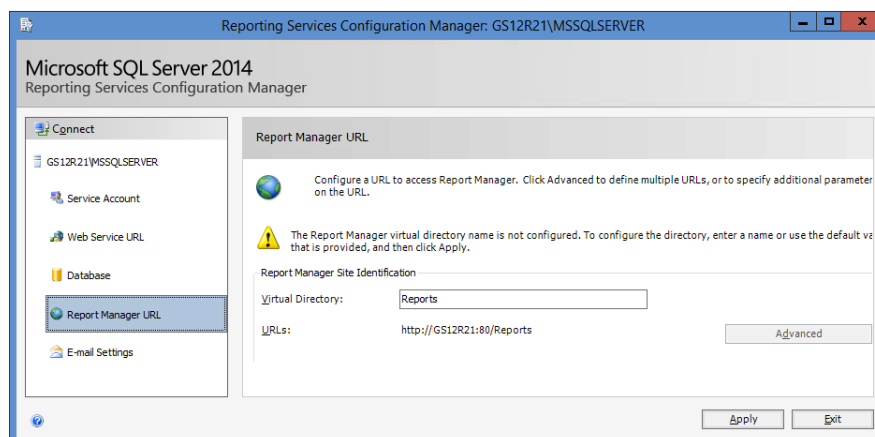 Reporting Services Configuration Manager: GS12R21\MSSQLSERVER
Microsoft SQL Server 2014
Reporting Services Configuration Manager
Connect
GS12R21\MSSQLSERVER
Service Account
Web Service URL
Database
Report Manager URL
E-mail Settings
Report Manager URL
Configure a URL to access Report Manager. Click Advanced to define multiple URLs, or to specify additional parameter
on the URL.
The Report Manager virtual directory name is not configured. To configure the directory, enter a name or use the default va
that is provided, and then click Apply.
Report Manager Site Identification
Virtual Directory: Reports
URLs: http://GS12R21:80/Reports
Advanced
Apply Exit